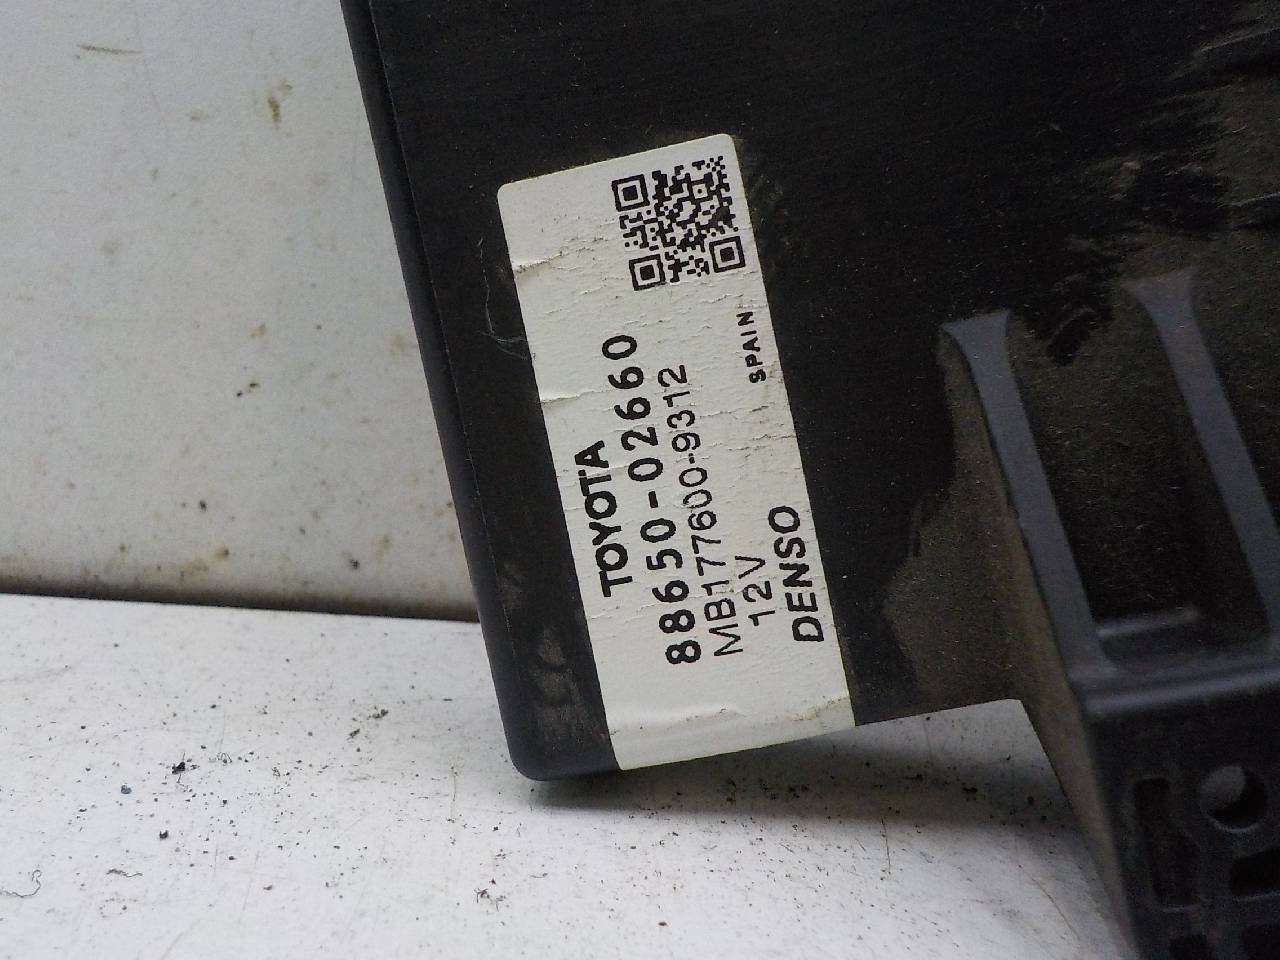 TOYOTA
88650-02660
MB177600-9312
12V
SPAIN
DENSO